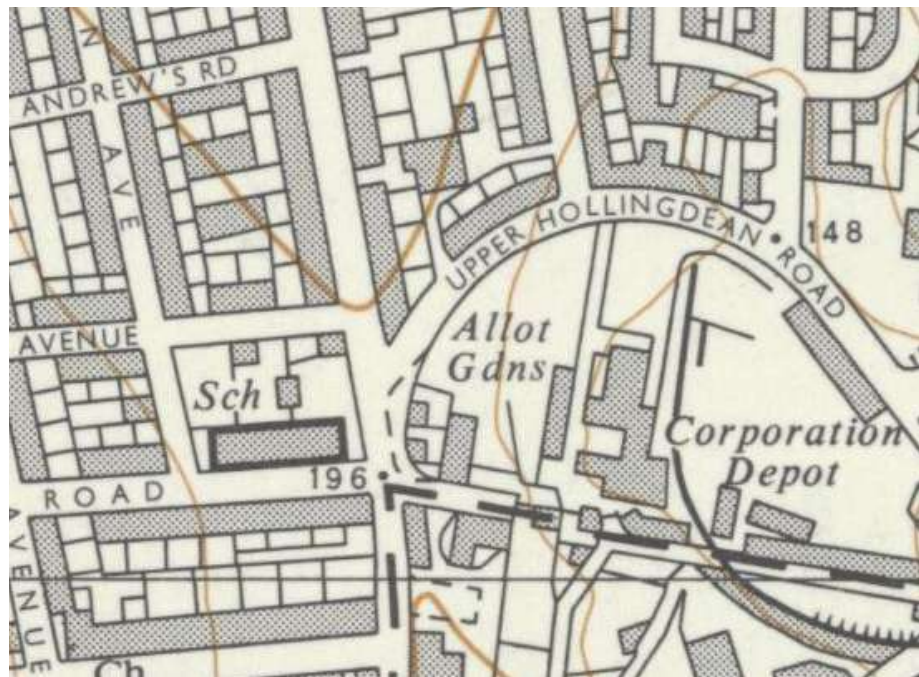 N
ANDREW'S RD
AVE
UPPER HOLLINGDEAN ROAD
148
AVENUE
Allot
Gdns
Sch
Corporation
Depot
196
ROAD
AVENUE
Ch